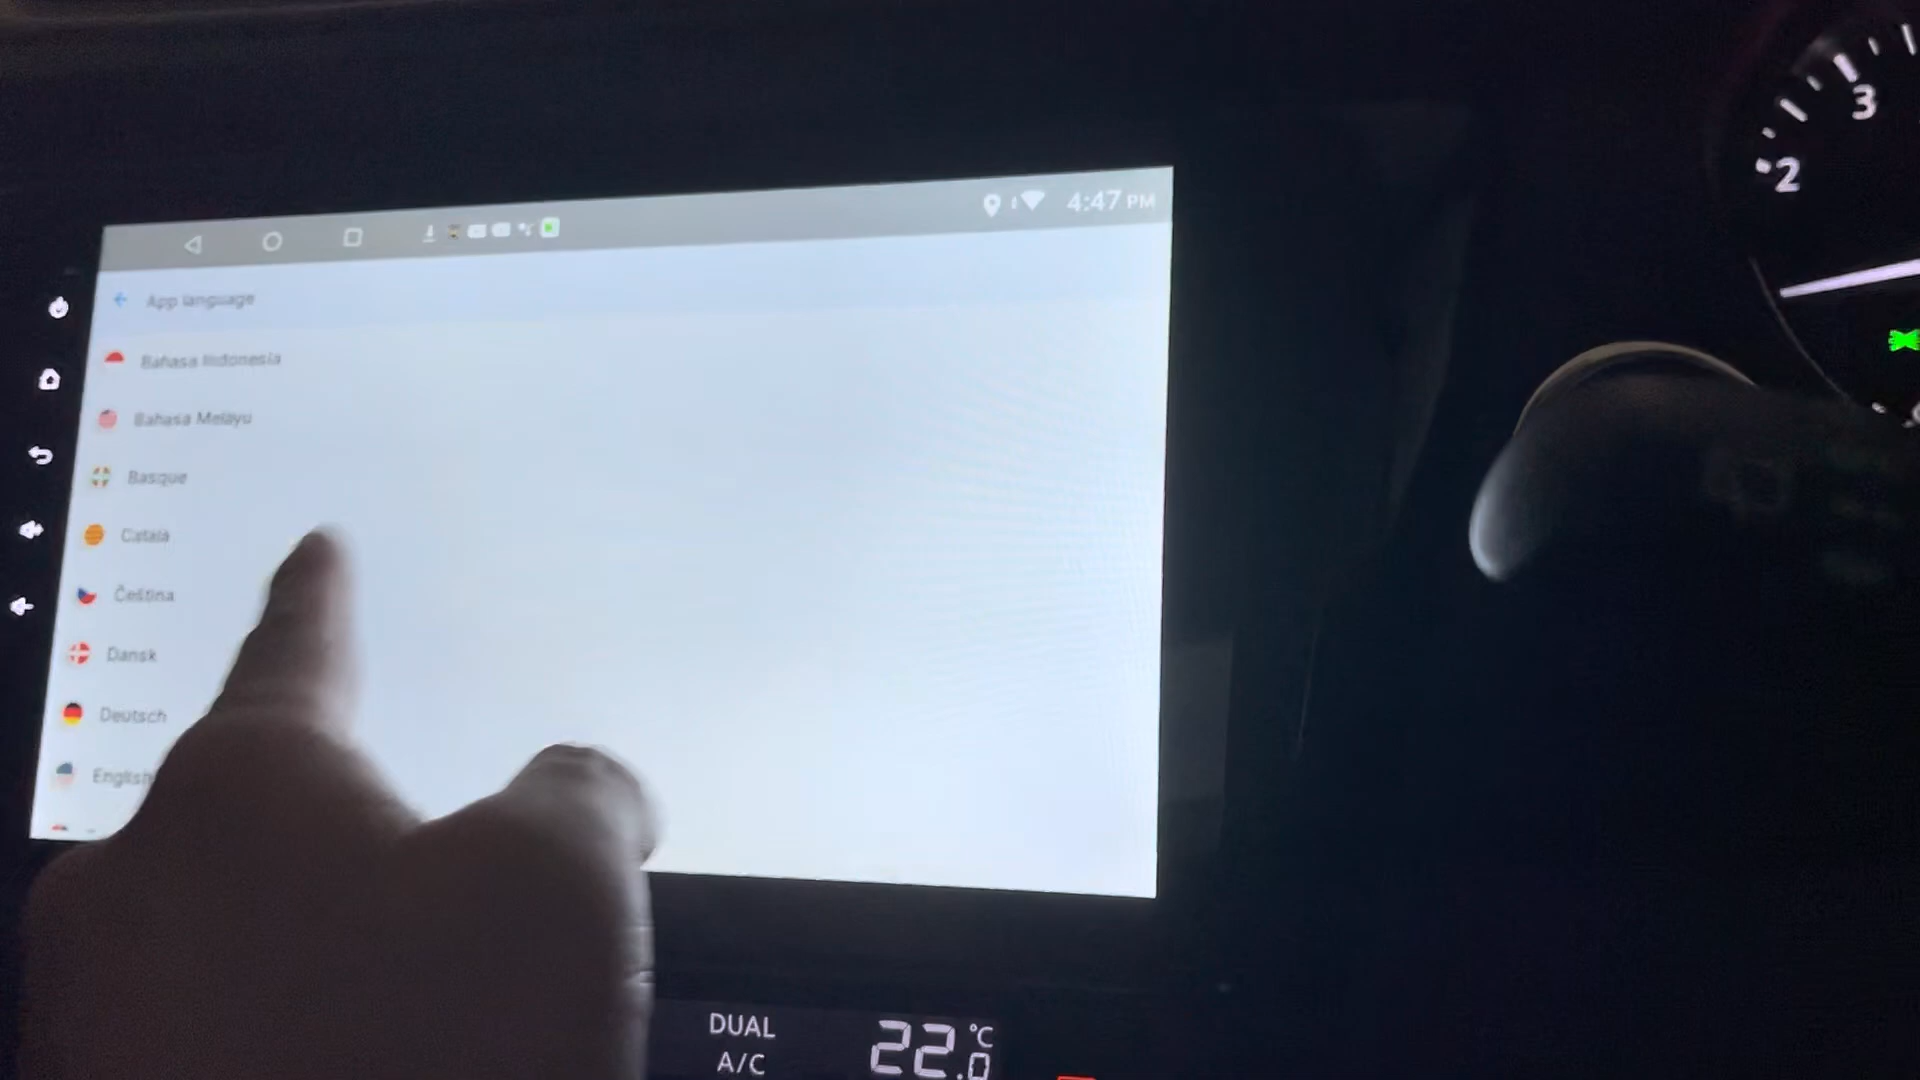 4:47 PM
App language
Bahasa Indonesia
Bahasa Melayu
Basque
Català
Čeština
Dansk
Deutsch
English
3
2
DUAL
A/C
22.0 °C